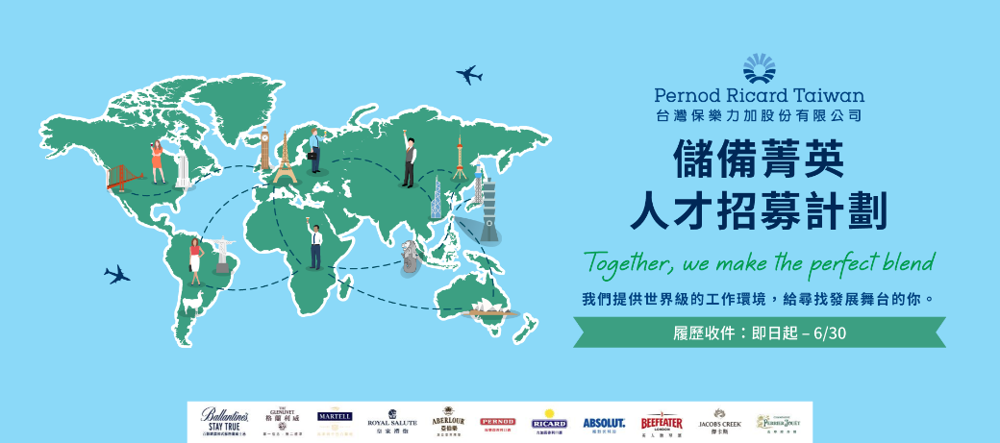 Pernod Ricard Taiwan
台灣保樂力加股份有限公司
儲備菁英
人才招募計劃
Together, we make the perfect blend
我們提供世界級的工作環境，給尋找發展舞台的你。
履歷收件：即日起 – 6/30
Ballantine's
STAY TRUE
THE
GLENLIVET
格蘭利威
MARTELL
ROYAL SALUTE
皇家禮炮
ABERLOUR
亞伯樂
PERNOD
RICARD
ABSOLUT.
BEEFEATER
LONDON
JACOB'S CREEK
傑卡斯
PERRIER-JOUËT